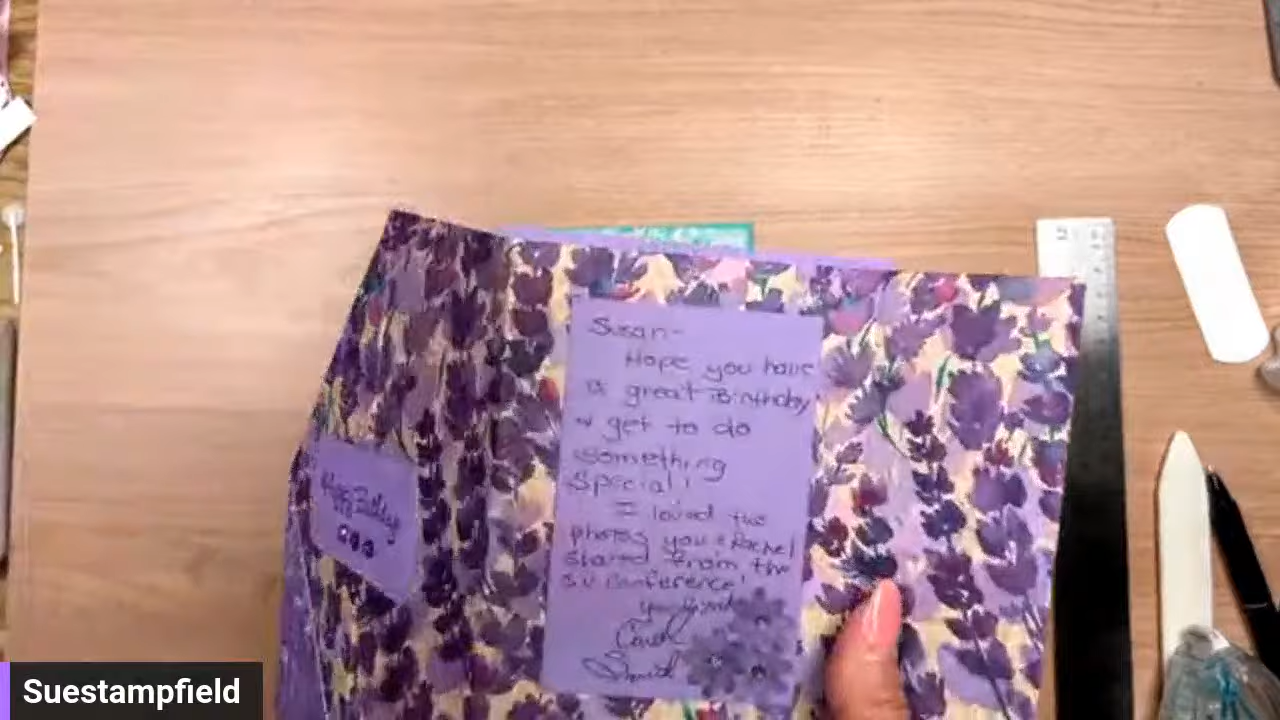 Susan-
Hope you have
a great Birthday
& get to do
something
special!
I loved the
photos you & Rachel
shared from the
SU Conference!
Carol
Happy Birthday
Suestampfield